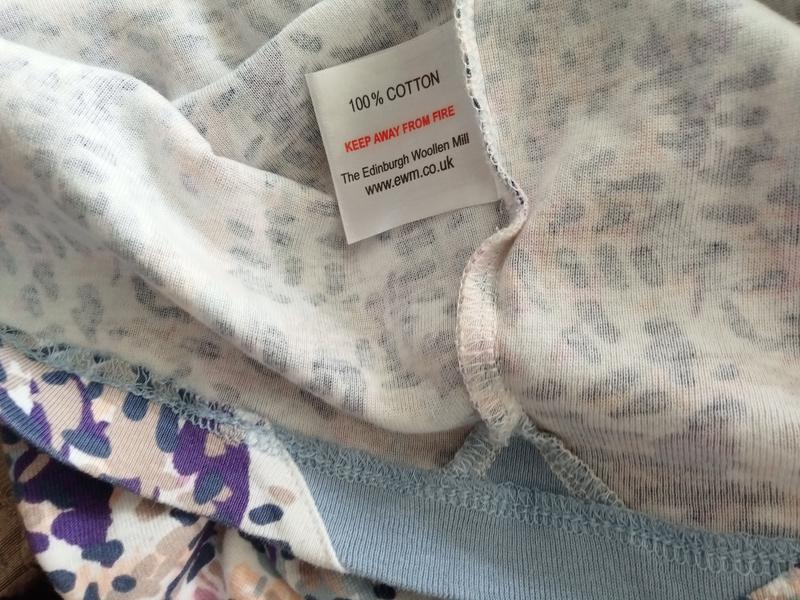 100% COTTON
KEEP AWAY FROM FIRE
The Edinburgh Woollen Mill
www.ewm.co.uk